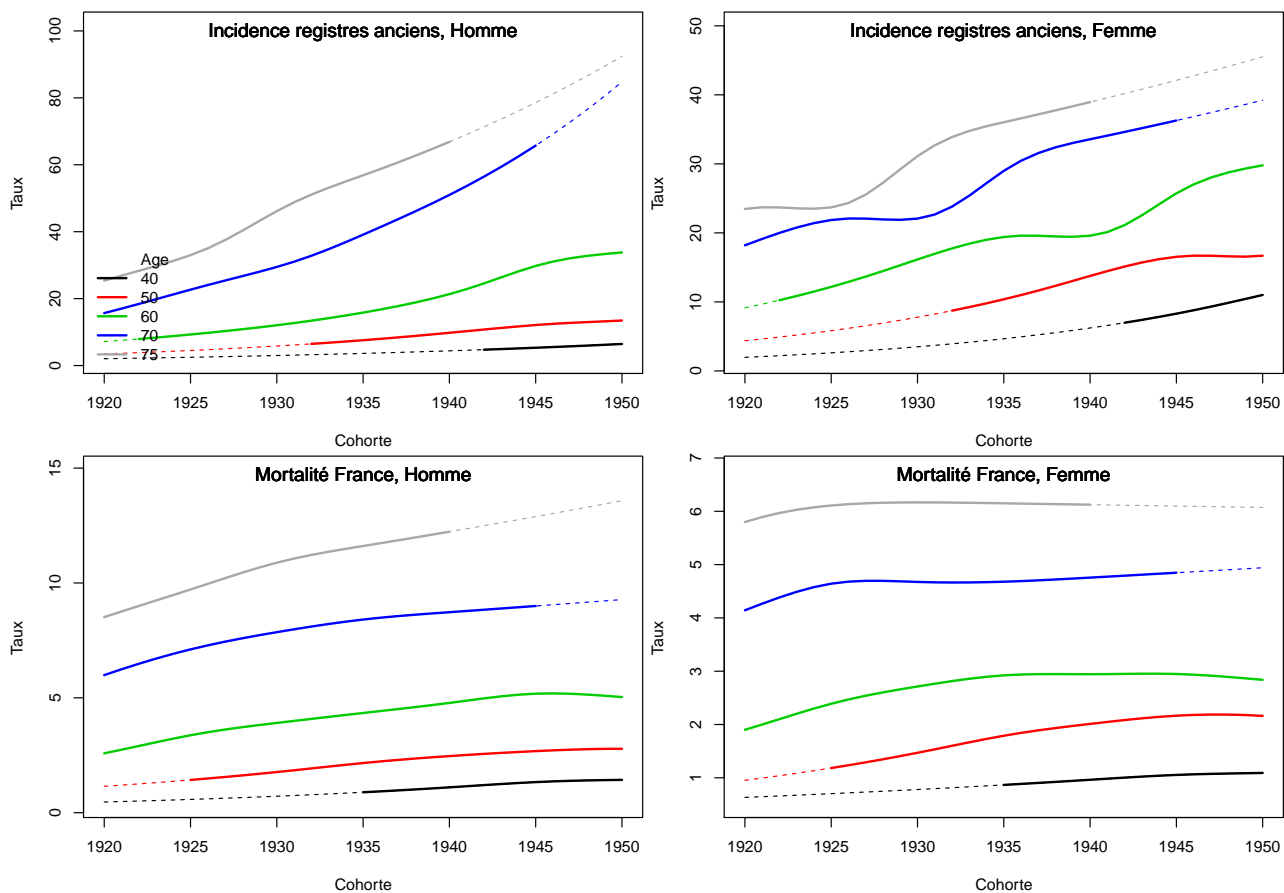 Incidence registres anciens, Homme
Taux
100
80
60
40
20
0
Age
40
50
60
70
75
1920 1925 1930 1935 1940 1945 1950
Cohorte
Incidence registres anciens, Femme
Taux
50
40
30
20
10
0
1920 1925 1930 1935 1940 1945 1950
Cohorte
Mortalité France, Homme
Taux
15
10
5
0
1920 1925 1930 1935 1940 1945 1950
Cohorte
Mortalité France, Femme
Taux
7
6
5
4
3
2
1
1920 1925 1930 1935 1940 1945 1950
Cohorte